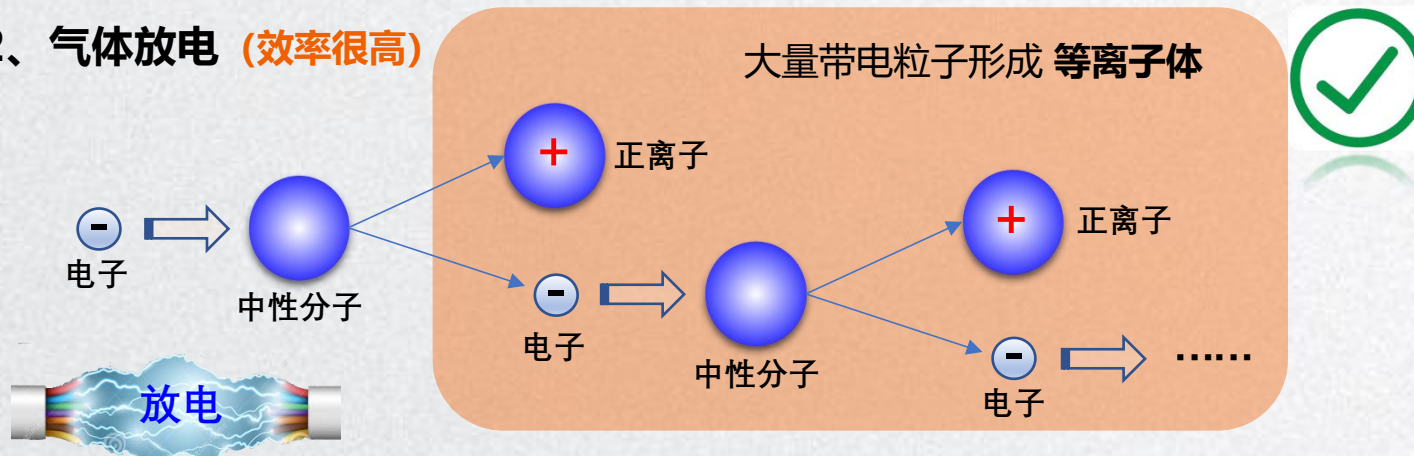 2、气体放电 (效率很高)
大量带电粒子形成 等离子体
+
正离子
-
电子
中性分子
+
正离子
-
电子
中性分子
-
电子
……
放电